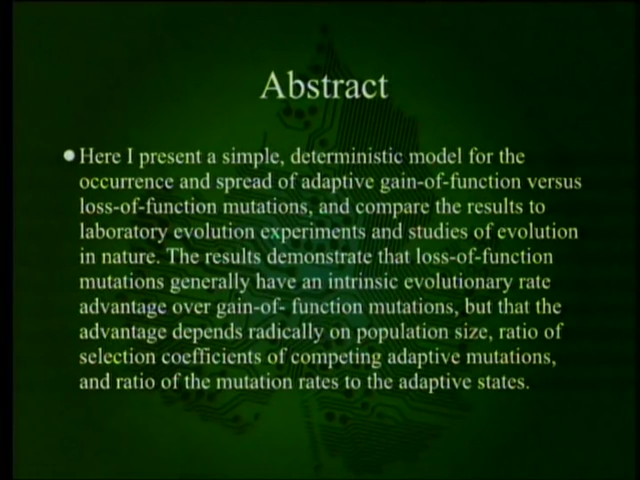 Abstract
Here I present a simple, deterministic model for the
occurrence and spread of adaptive gain-of-function versus
loss-of-function mutations, and compare the results to
laboratory evolution experiments and studies of evolution
in nature. The results demonstrate that loss-of-function
mutations generally have an intrinsic evolutionary rate
advantage over gain-of- function mutations, but that the
advantage depends radically on population size, ratio of
selection coefficients of competing adaptive mutations,
and ratio of the mutation rates to the adaptive states.